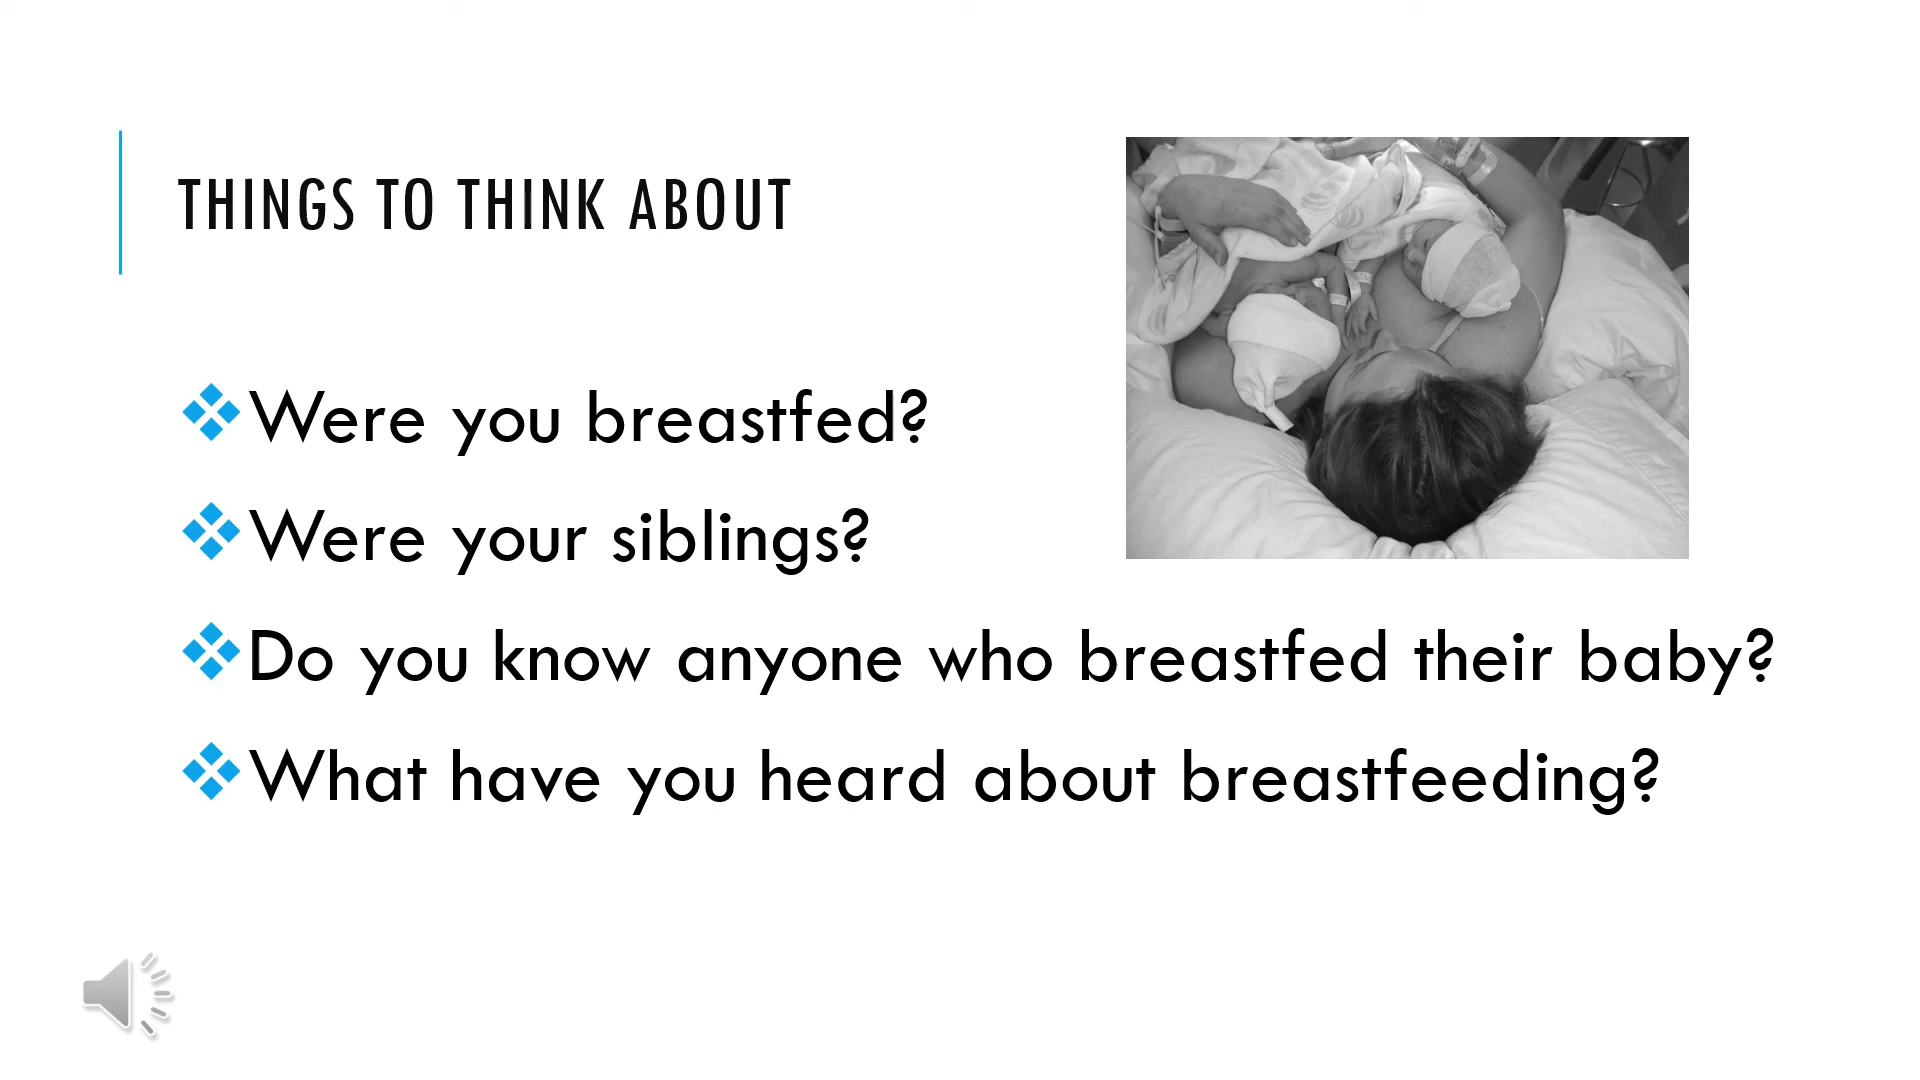 THINGS TO THINK ABOUT
Were you breastfed?
Were your siblings?
Do you know anyone who breastfed their baby?
What have you heard about breastfeeding?